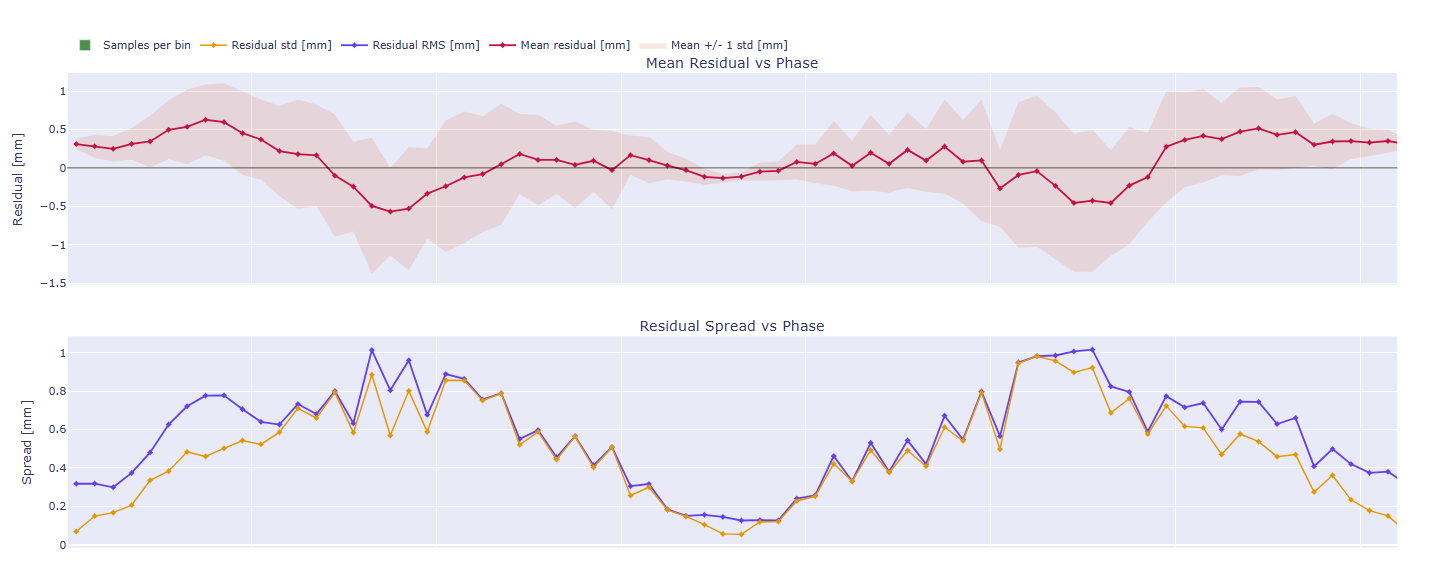 Samples per bin Residual std [mm] Residual RMS [mm] Mean residual [mm] Mean +/- 1 std [mm]
Mean Residual vs Phase
1
0.5
0
−0.5
−1
−1.5
Residual [mm]
Residual Spread vs Phase
1
0.8
0.6
0.4
0.2
0
Spread [mm]